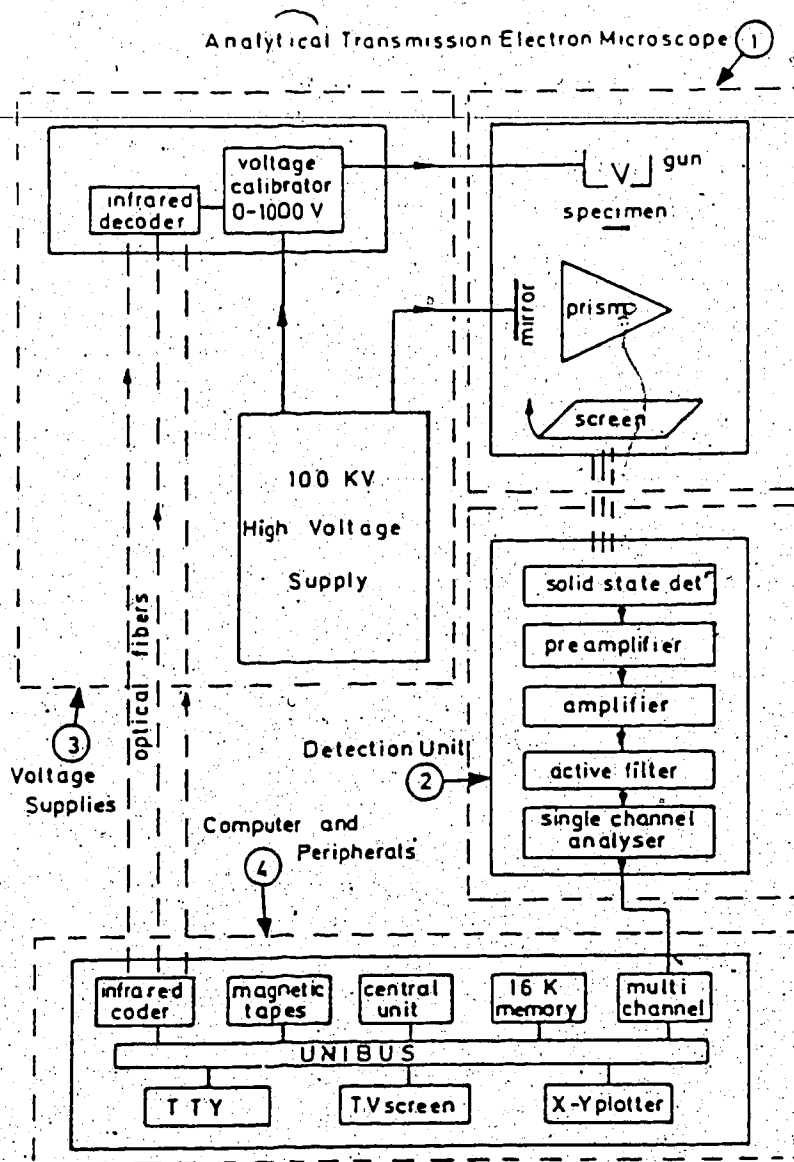 Analytical Transmission Electron Microscope 1
voltage
calibrator
0-1000 V
infrared
decoder
gun
V
specimen
mirror
prism
screen
100 KV
High Voltage
Supply
optical fibers
3
Voltage
Supplies
solid state det^r
preamplifier
amplifier
active filter
single channel
analyser
Detection Unit
2
Computer and
Peripherals
4
infrared
coder
magnetic
tapes
central
unit
16 K
memory
multi
channel
UNIBUS
TTY
TV screen
X-Y plotter